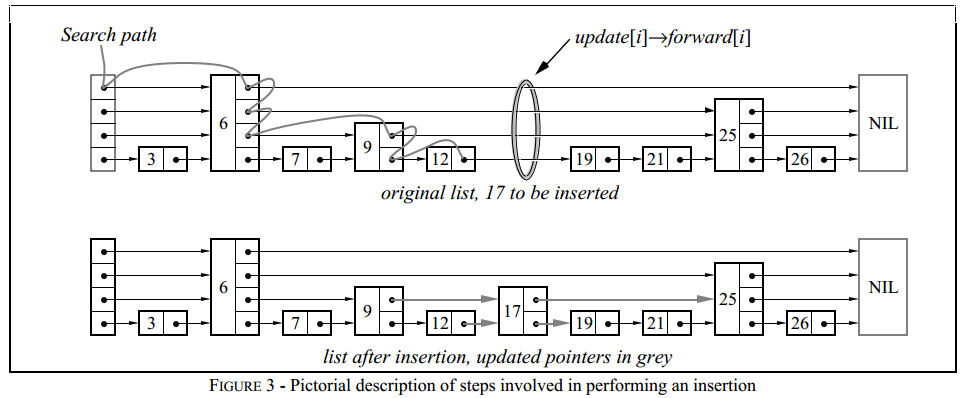 Search path
update[i]→forward[i]
6
NIL
25
9
3 7 12 19 21 26
original list, 17 to be inserted
6
NIL
25
9 17
3 7 12 19 21 26
list after insertion, updated pointers in grey
FIGURE 3 - Pictorial description of steps involved in performing an insertion